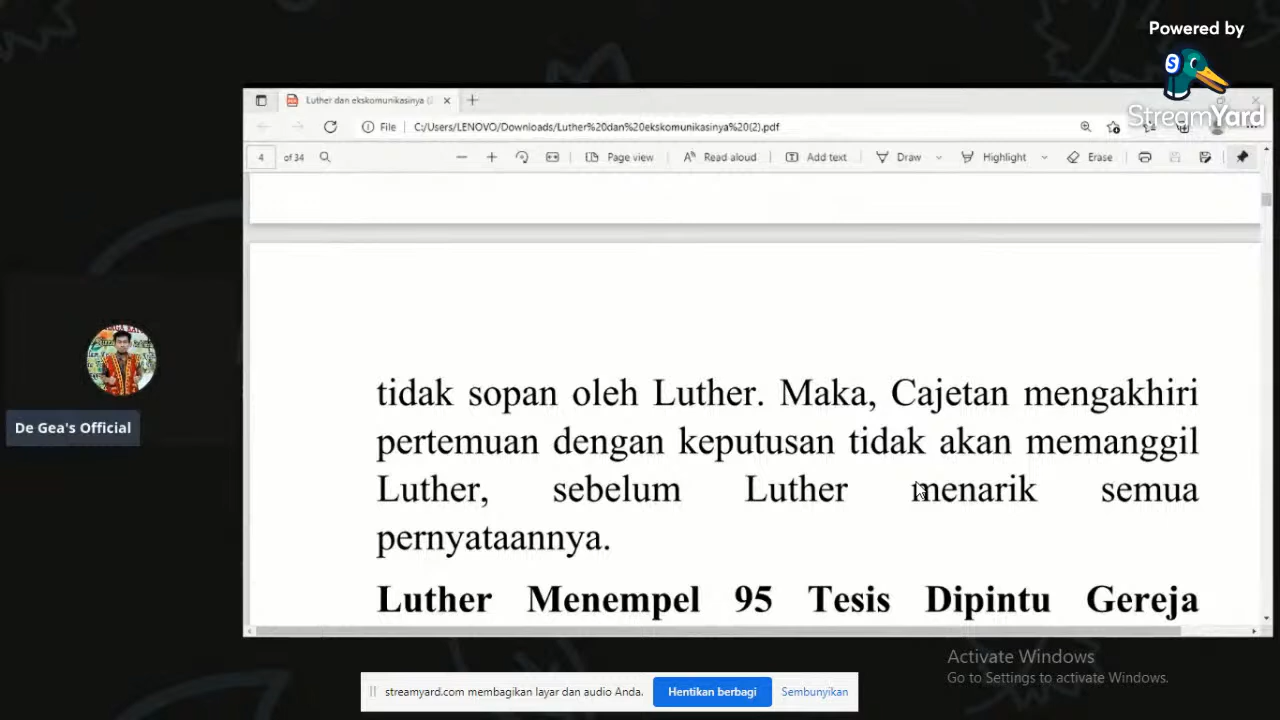 Powered by
StreamYard
Luther dan ekskomunikasinya (
File
C:/Users/LENOVO/Downloads/Luther%20dan%20ekskomunikasinya%20(2).pdf
4 of 34
Page view
Read aloud
Add text
Draw
Highlight
Erase
tidak sopan oleh Luther. Maka, Cajetan mengakhiri
pertemuan dengan keputusan tidak akan memanggil
Luther, sebelum Luther menarik semua
pernyataannya.
Luther Menempel 95 Tesis Dipintu Gereja
De Gea's Official
Activate Windows
Go to Settings to activate Windows.
streamyard.com membagikan layar dan audio Anda.
Hentikan berbagi
Sembunyikan